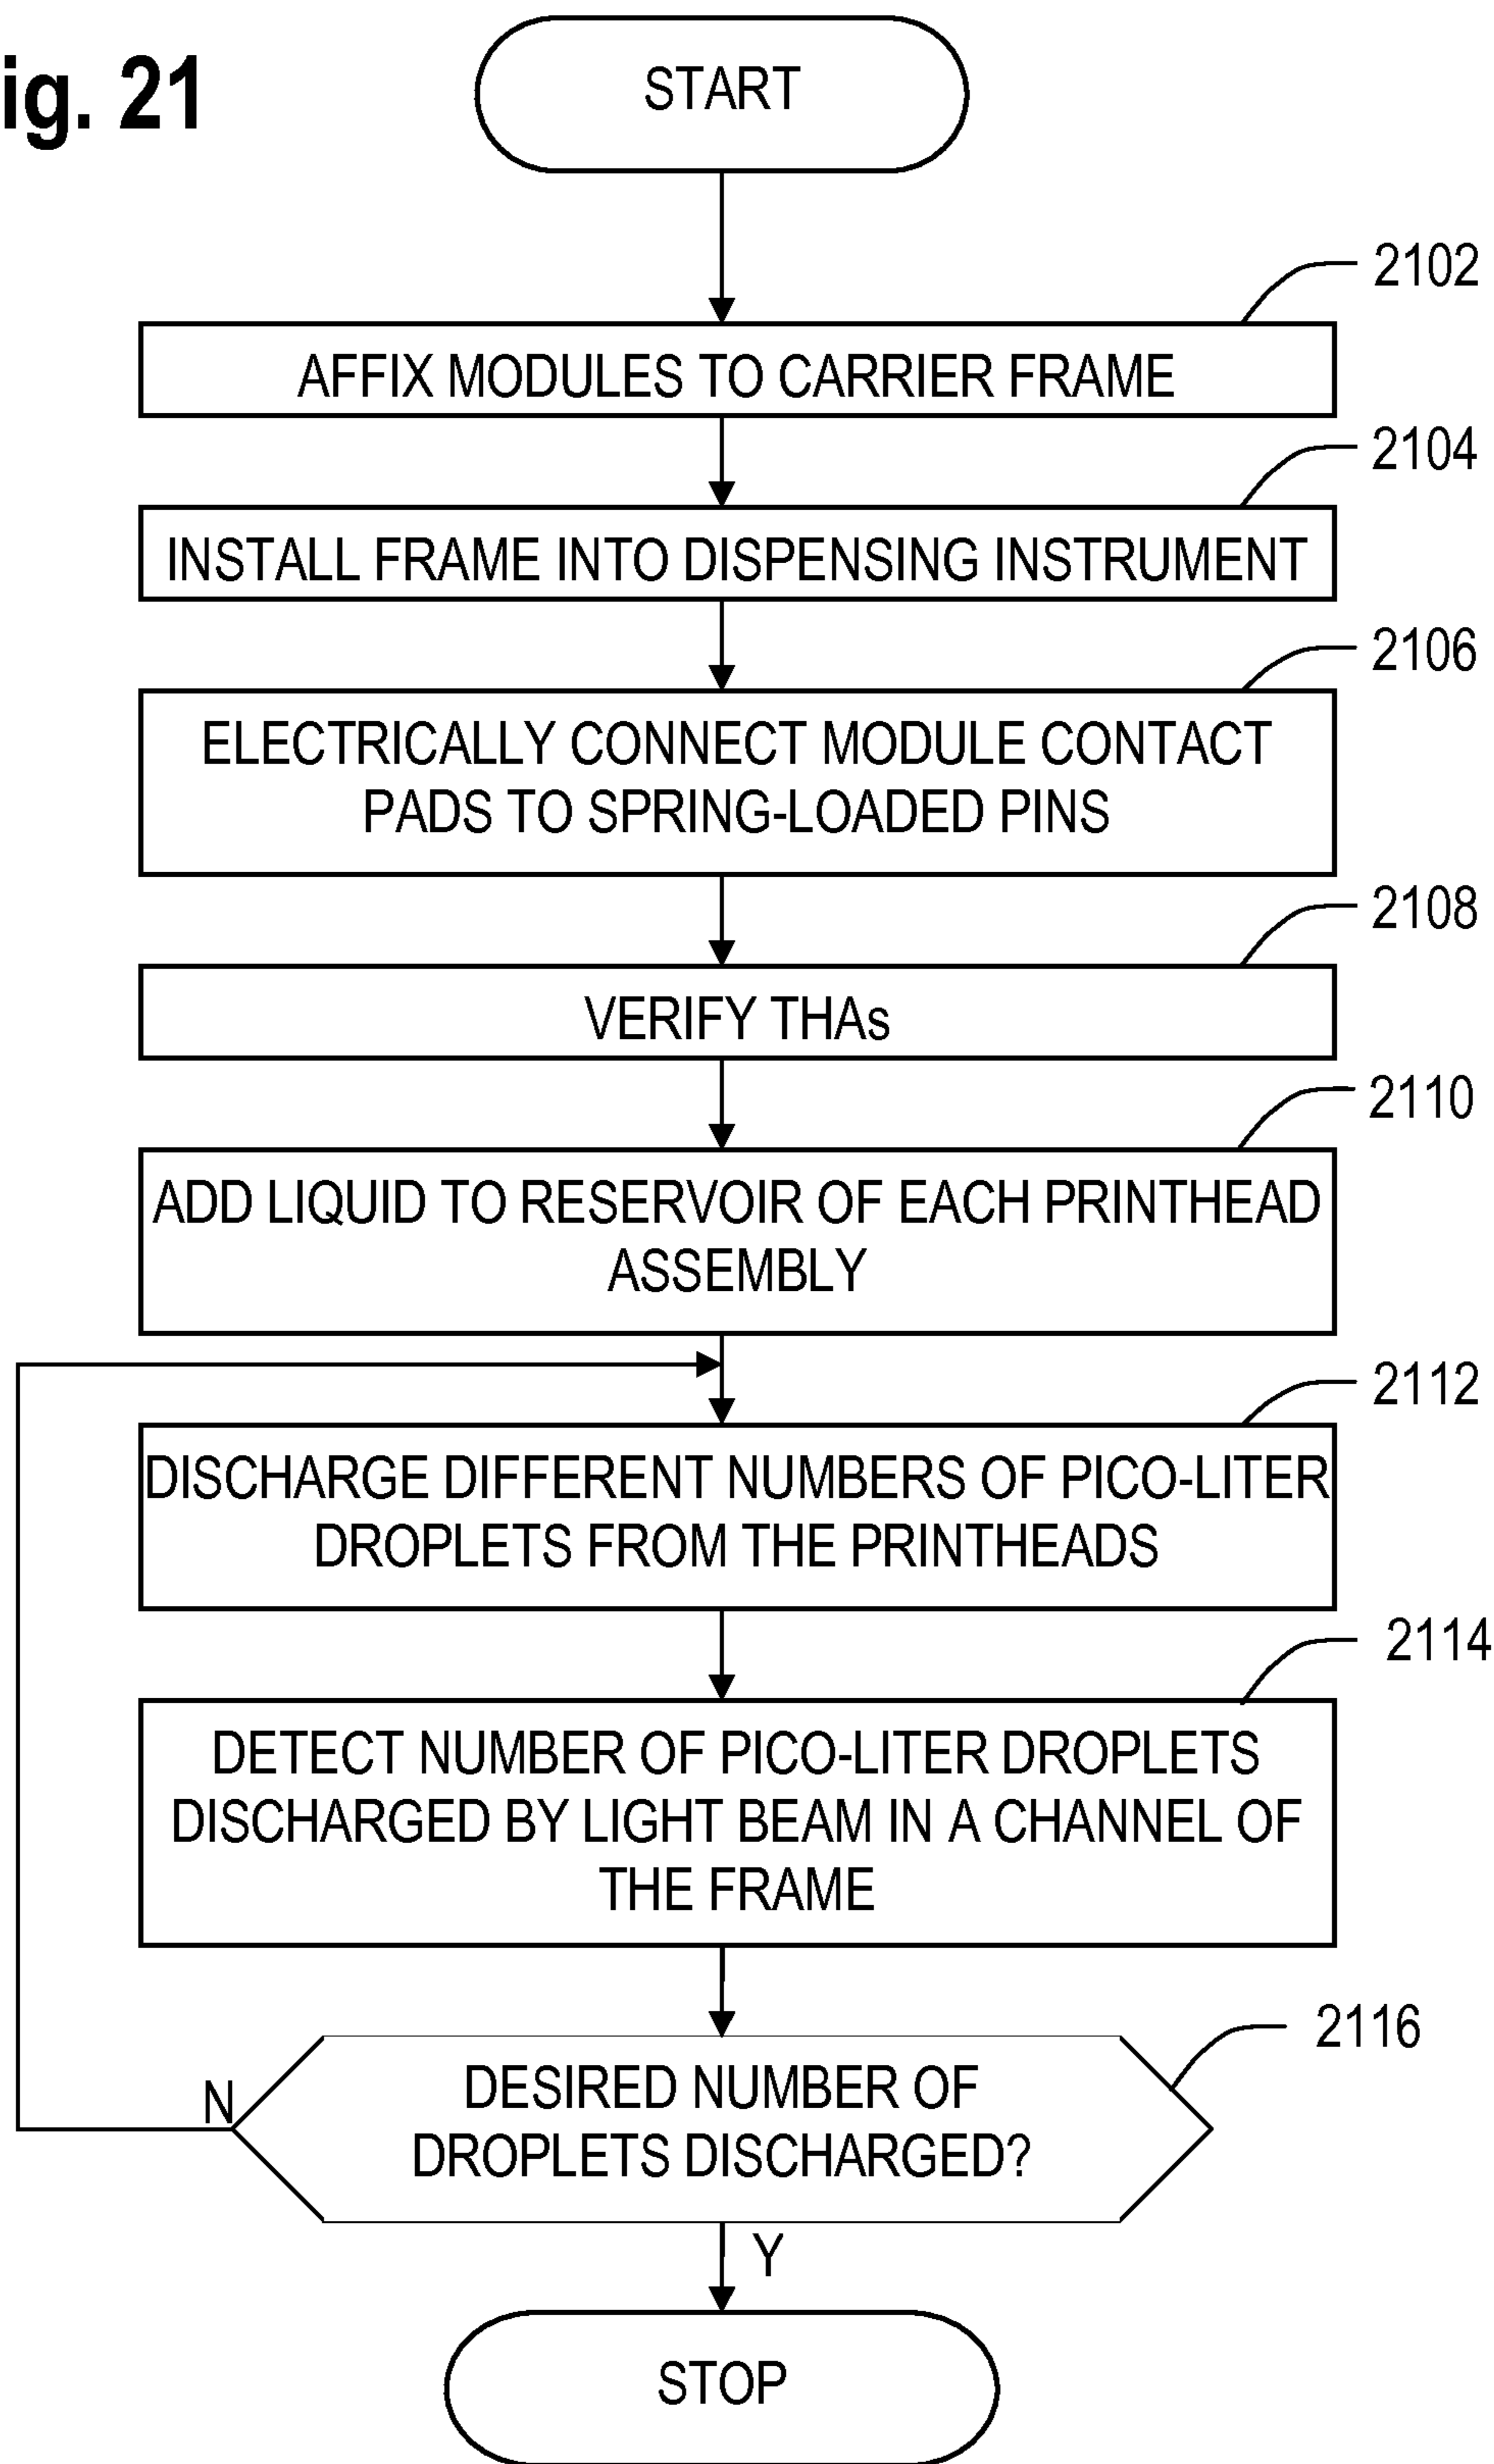 ig. 21
START
2102
AFFIX MODULES TO CARRIER FRAME
2104
INSTALL FRAME INTO DISPENSING INSTRUMENT
2106
ELECTRICALLY CONNECT MODULE CONTACT
PADS TO SPRING-LOADED PINS
2108
VERIFY THAs
2110
ADD LIQUID TO RESERVOIR OF EACH PRINTHEAD
ASSEMBLY
2112
DISCHARGE DIFFERENT NUMBERS OF PICO-LITER
DROPLETS FROM THE PRINTHEADS
2114
DETECT NUMBER OF PICO-LITER DROPLETS
DISCHARGED BY LIGHT BEAM IN A CHANNEL OF
THE FRAME
2116
DESIRED NUMBER OF
DROPLETS DISCHARGED?
N
Y
STOP